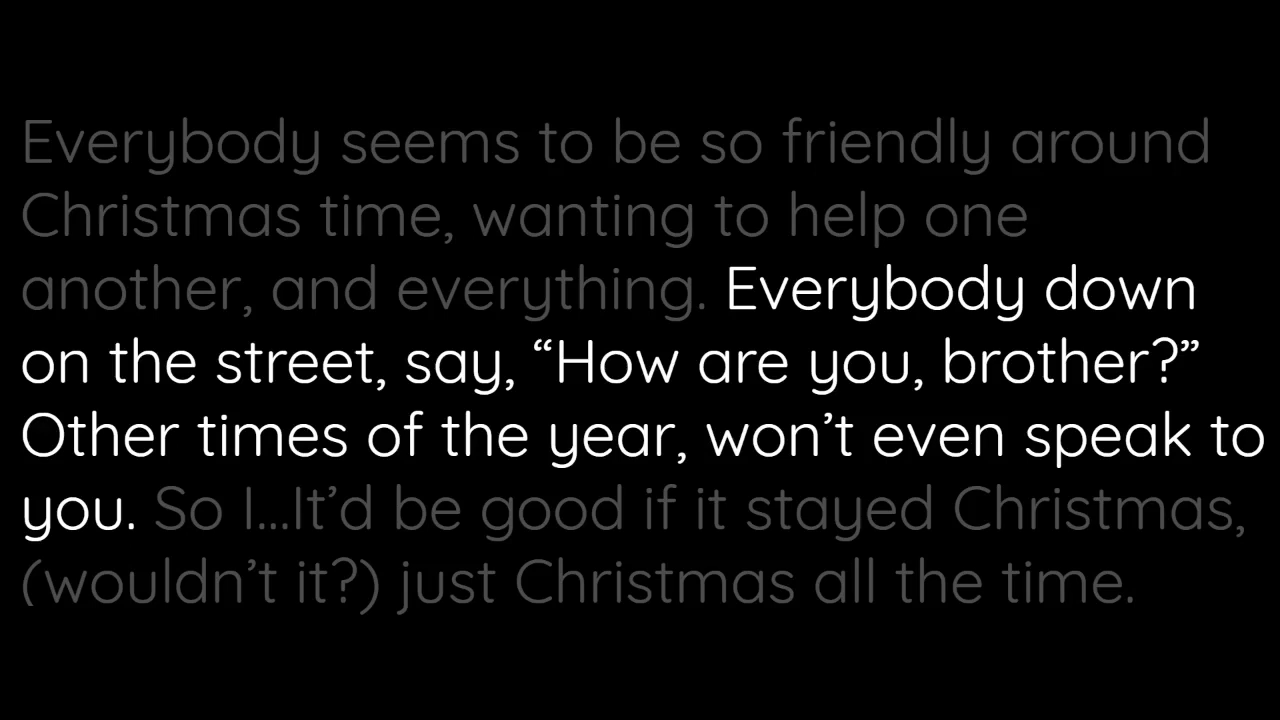 Everybody seems to be so friendly around
Christmas time, wanting to help one
another, and everything. Everybody down
on the street, say, “How are you, brother?”
Other times of the year, won’t even speak to
you. So I...It’d be good if it stayed Christmas,
(wouldn’t it?) just Christmas all the time.